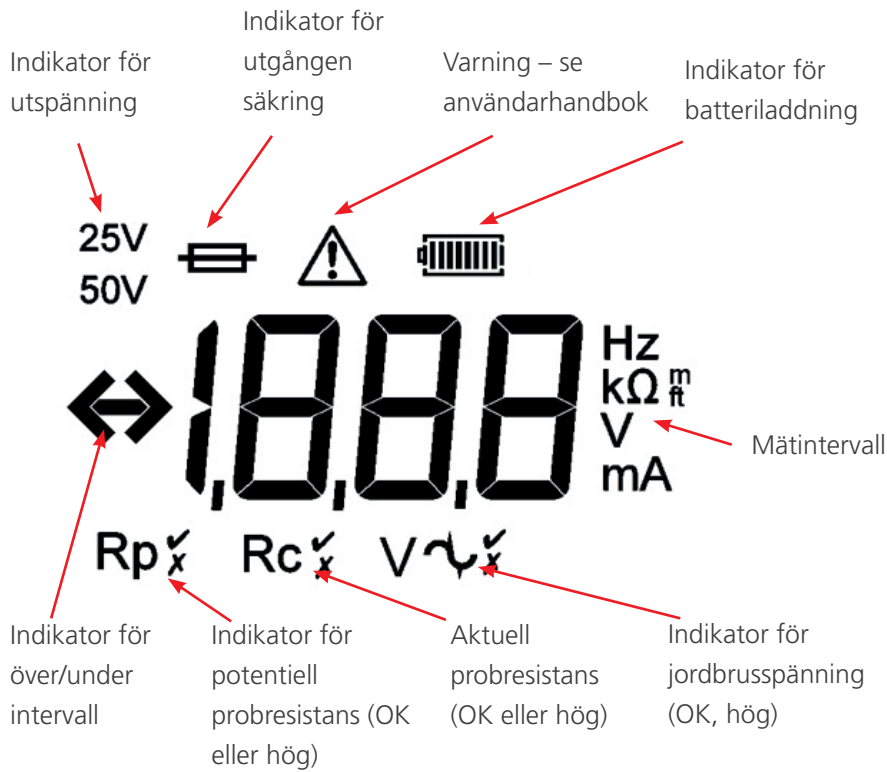 Indikator för
utspänning
Indikator för
utgången
säkring
Varning – se
användarhandbok
Indikator för
batteriladdning
25V
50V
1,8,8,8
Hz
kΩ m
ft
V
mA
Mätintervall
Rp ✔
✗
Rc ✔
✗
V ✔
✗
Indikator för
över/under
intervall
Indikator för
potentiell
probresistans (OK
eller hög)
Aktuell
probresistans
(OK eller hög)
Indikator för
jordbrusspänning
(OK, hög)